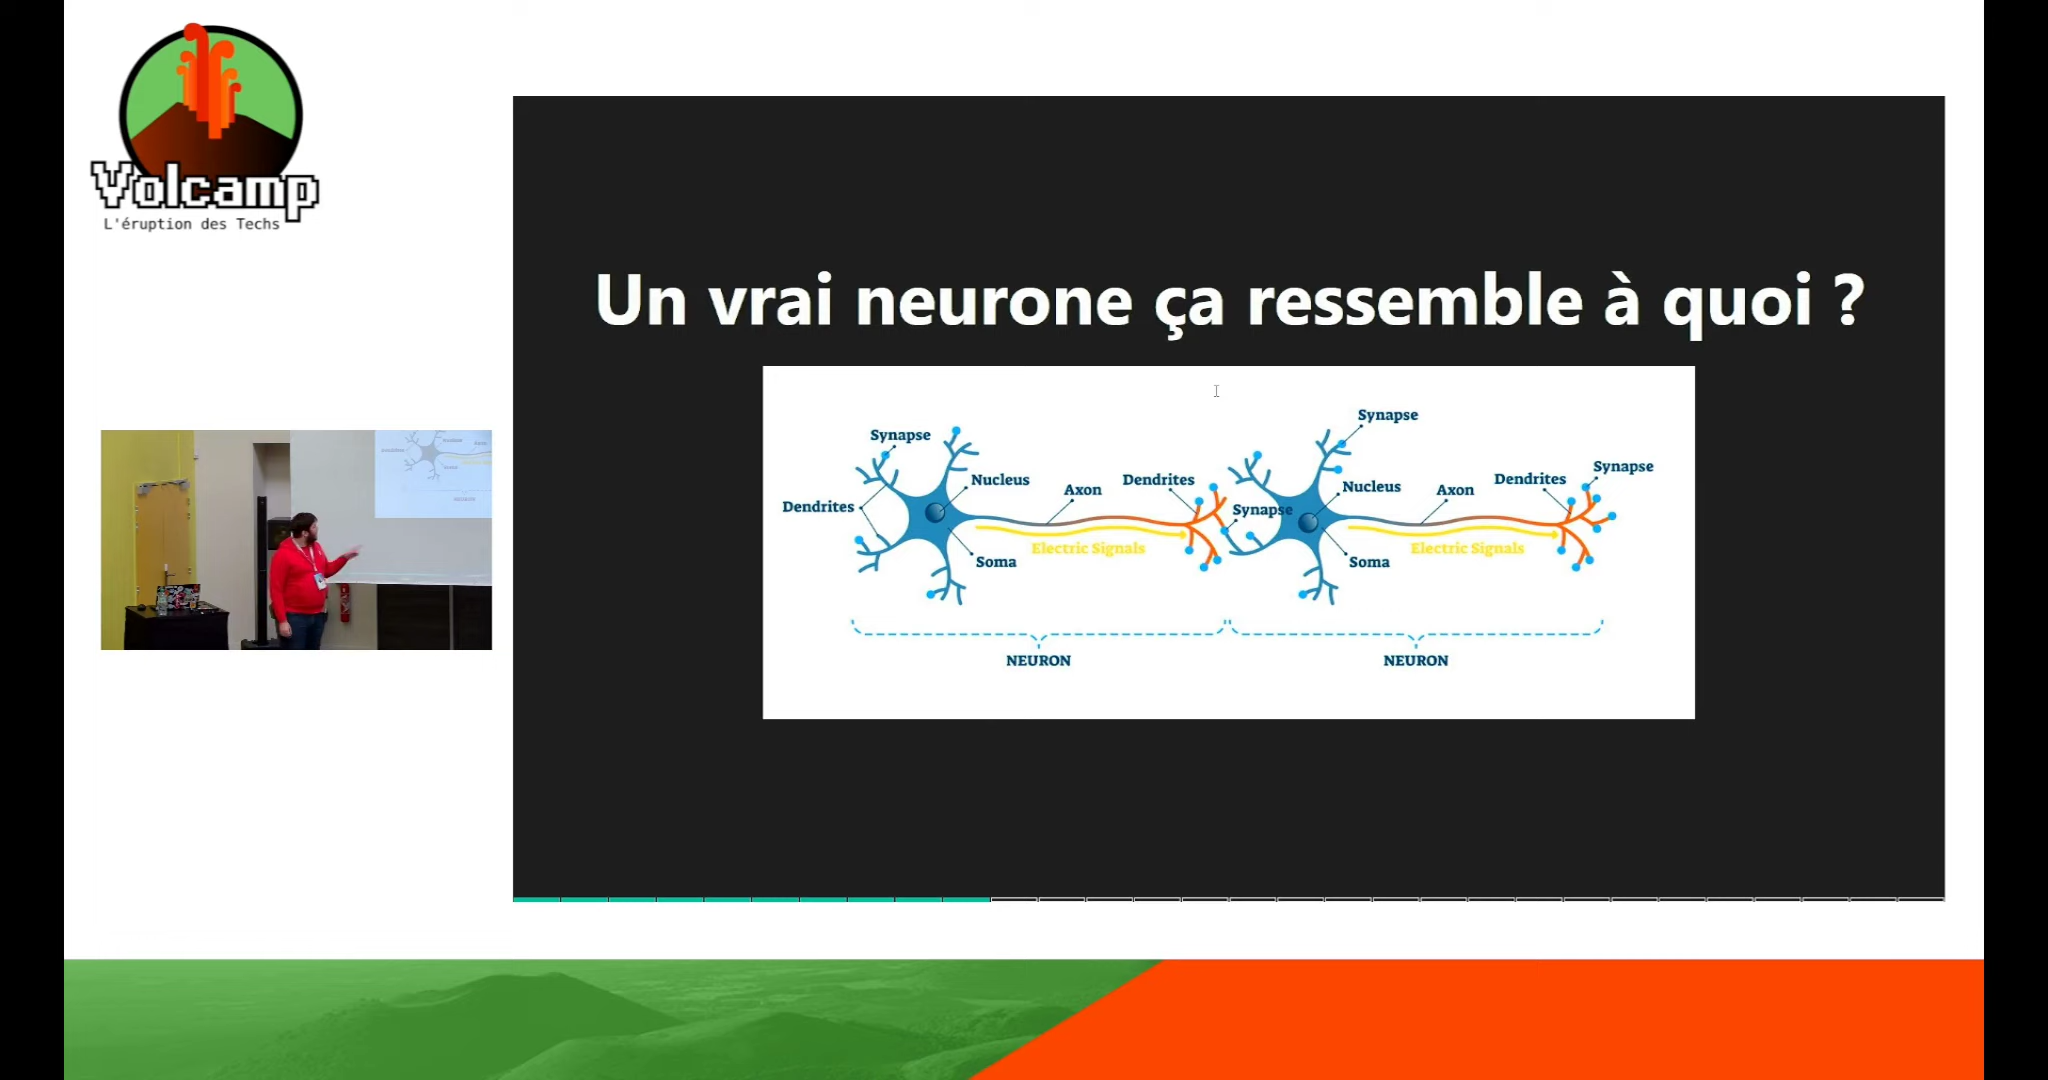 Volcamp
L'éruption des Techs
Un vrai neurone ça ressemble à quoi ?
Synapse
Dendrites
Nucleus
Soma
Axon
Electric Signals
Dendrites
Synapse
NEURON
Synapse
Nucleus
Soma
Axon
Electric Signals
Dendrites
Synapse
NEURON